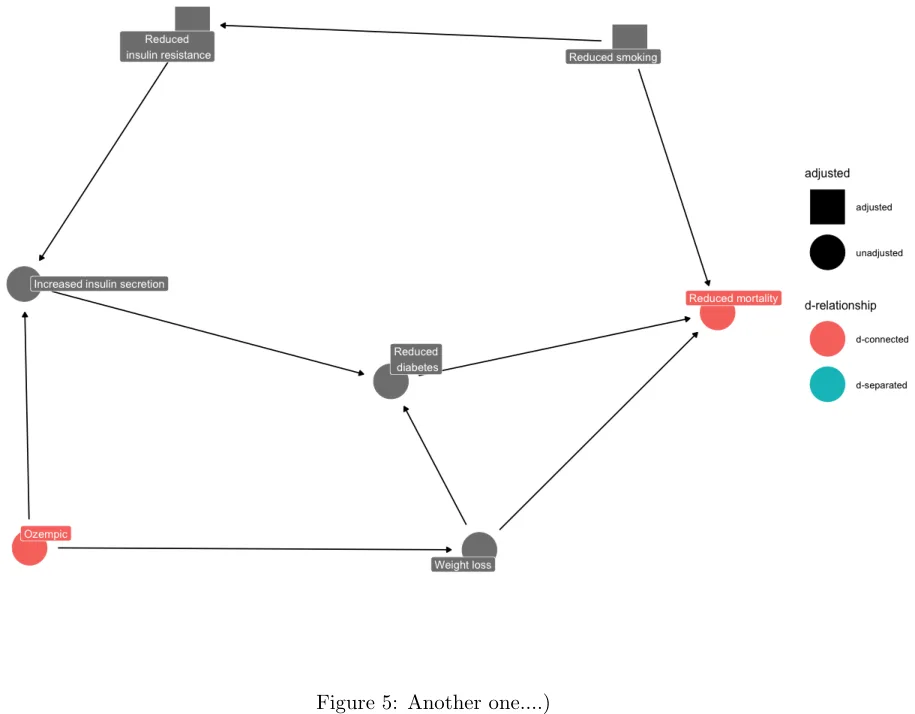 Reduced
insulin resistance
Reduced smoking
adjusted
adjusted
unadjusted
Increased insulin secretion
Reduced mortality
d-relationship
d-connected
d-separated
Reduced
diabetes
Ozempic
Weight loss
Figure 5: Another one....)